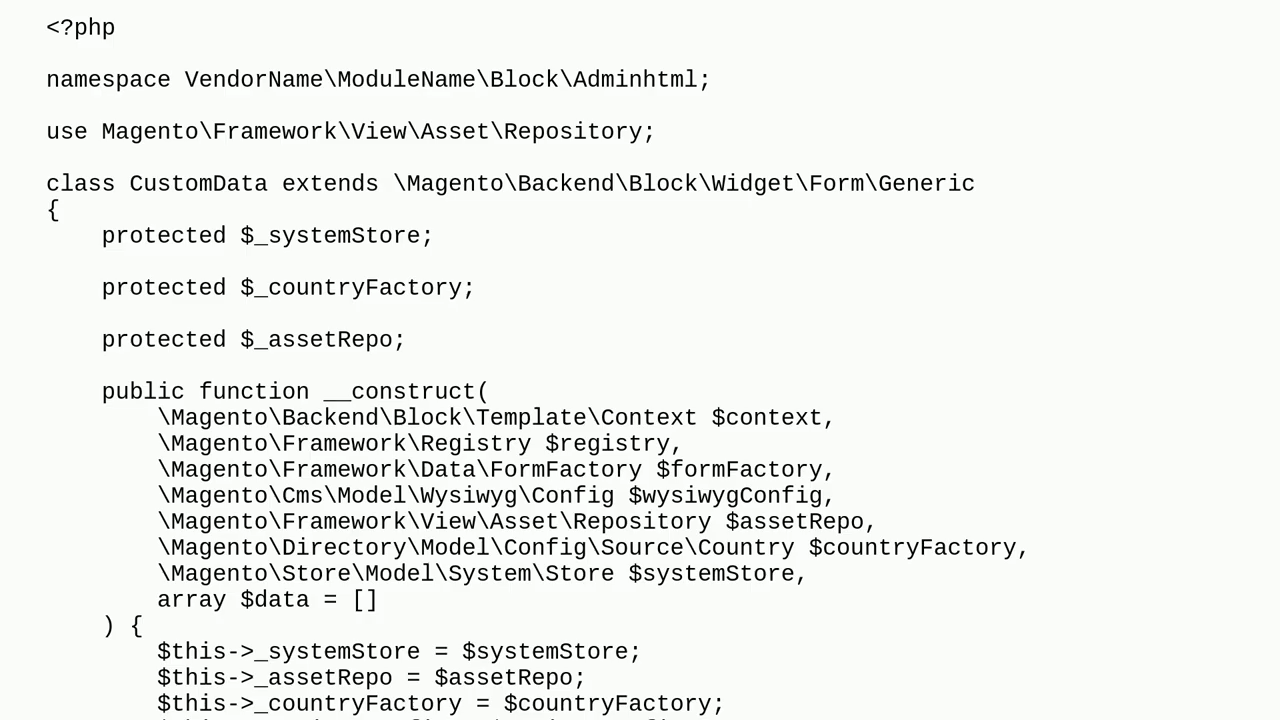 <?php
namespace VendorName\ModuleName\Block\Adminhtml;
use Magento\Framework\View\Asset\Repository;
class CustomData extends \Magento\Backend\Block\Widget\Form\Generic
{
    protected $_systemStore;
    protected $_countryFactory;
    protected $_assetRepo;
    public function __construct(
        \Magento\Backend\Block\Template\Context $context,
        \Magento\Framework\Registry $registry,
        \Magento\Framework\Data\FormFactory $formFactory,
        \Magento\Cms\Model\Wysiwyg\Config $wysiwygConfig,
        \Magento\Framework\View\Asset\Repository $assetRepo,
        \Magento\Directory\Model\Config\Source\Country $countryFactory,
        \Magento\Store\Model\System\Store $systemStore,
        array $data = []
    ) {
        $this->_systemStore = $systemStore;
        $this->_assetRepo = $assetRepo;
        $this->_countryFactory = $countryFactory;